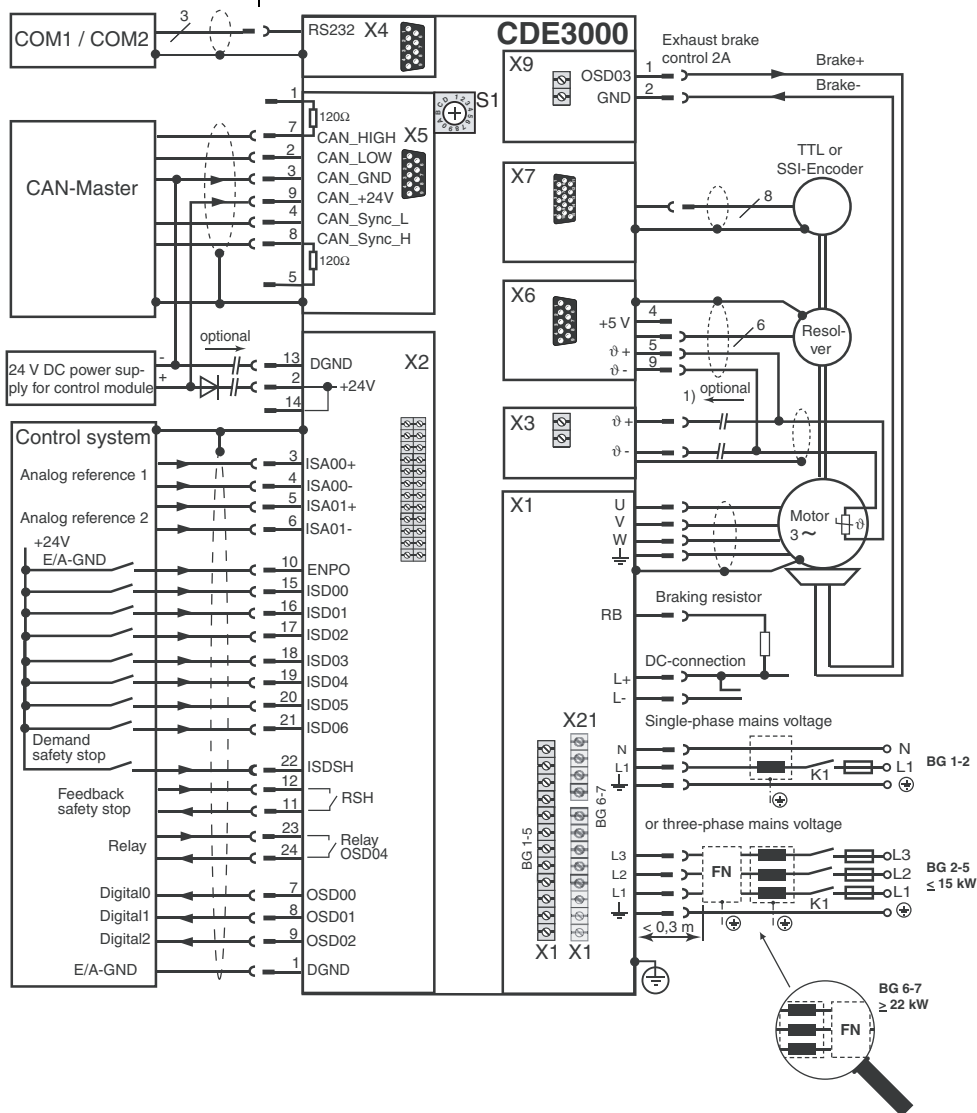 3
COM1 / COM2
RS232 X4
CDE3000
X9
OSD03
GND
1
2
Exhaust brake
control 2A
Brake+
Brake-
S1
CAN-Master
1
120Ω
7
CAN_HIGH
X5
2
CAN_LOW
3
CAN_GND
9
CAN_+24V
4
CAN_Sync_L
8
CAN_Sync_H
120Ω
5
X7
8
TTL or
SSI-Encoder
X6
+5 V
4
6
ϑ +
5
ϑ -
9
Resol-
ver
1) optional
X3
ϑ +
ϑ -
24 V DC power sup-
ply for control module
-
+
optional
13
DGND
2
+24V
14
X2
Control system
Analog reference 1
3
ISA00+
4
ISA00-
Analog reference 2
5
ISA01+
6
ISA01-
+24V
E/A-GND
10
ENPO
15
ISD00
16
ISD01
17
ISD02
18
ISD03
19
ISD04
20
ISD05
21
ISD06
Demand
safety stop
22
ISDSH
Feedback
safety stop
12
11
RSH
Relay
23
24
Relay
OSD04
Digital0
7
OSD00
Digital1
8
OSD01
Digital2
9
OSD02
E/A-GND
1
DGND
X1
U
V
W
Motor
3 ~
ϑ
RB
Braking resistor
DC-connection
L+
L-
Single-phase mains voltage
N
L1
K1
N
L1
BG 1-2
or three-phase mains voltage
L3
L2
L1
FN
K1
L3
L2
L1
BG 2-5
≤ 15 kW
< 0,3 m
X21
BG 1-5
BG 6-7
X1 X1
BG 6-7
≥ 22 kW
FN